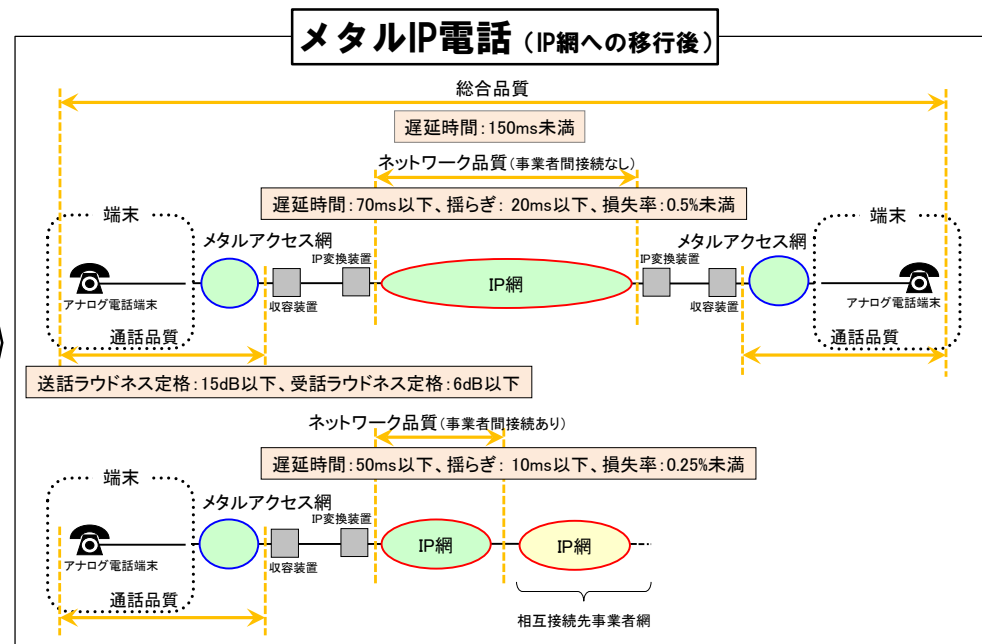 メタルIP電話（IP網への移行後）
総合品質
遅延時間：150ms未満
ネットワーク品質（事業者間接続なし）
遅延時間：70ms以下、揺らぎ：20ms以下、損失率：0.5%未満
端末
メタルアクセス網
IP変換装置
IP網
IP変換装置
メタルアクセス網
端末
アナログ電話端末
収容装置
収容装置
アナログ電話端末
通話品質
通話品質
送話ラウドネス定格：15dB以下、受話ラウドネス定格：6dB以下
ネットワーク品質（事業者間接続あり）
遅延時間：50ms以下、揺らぎ：10ms以下、損失率：0.25%未満
端末
メタルアクセス網
IP変換装置
IP網
IP網
アナログ電話端末
収容装置
通話品質
相互接続先事業者網